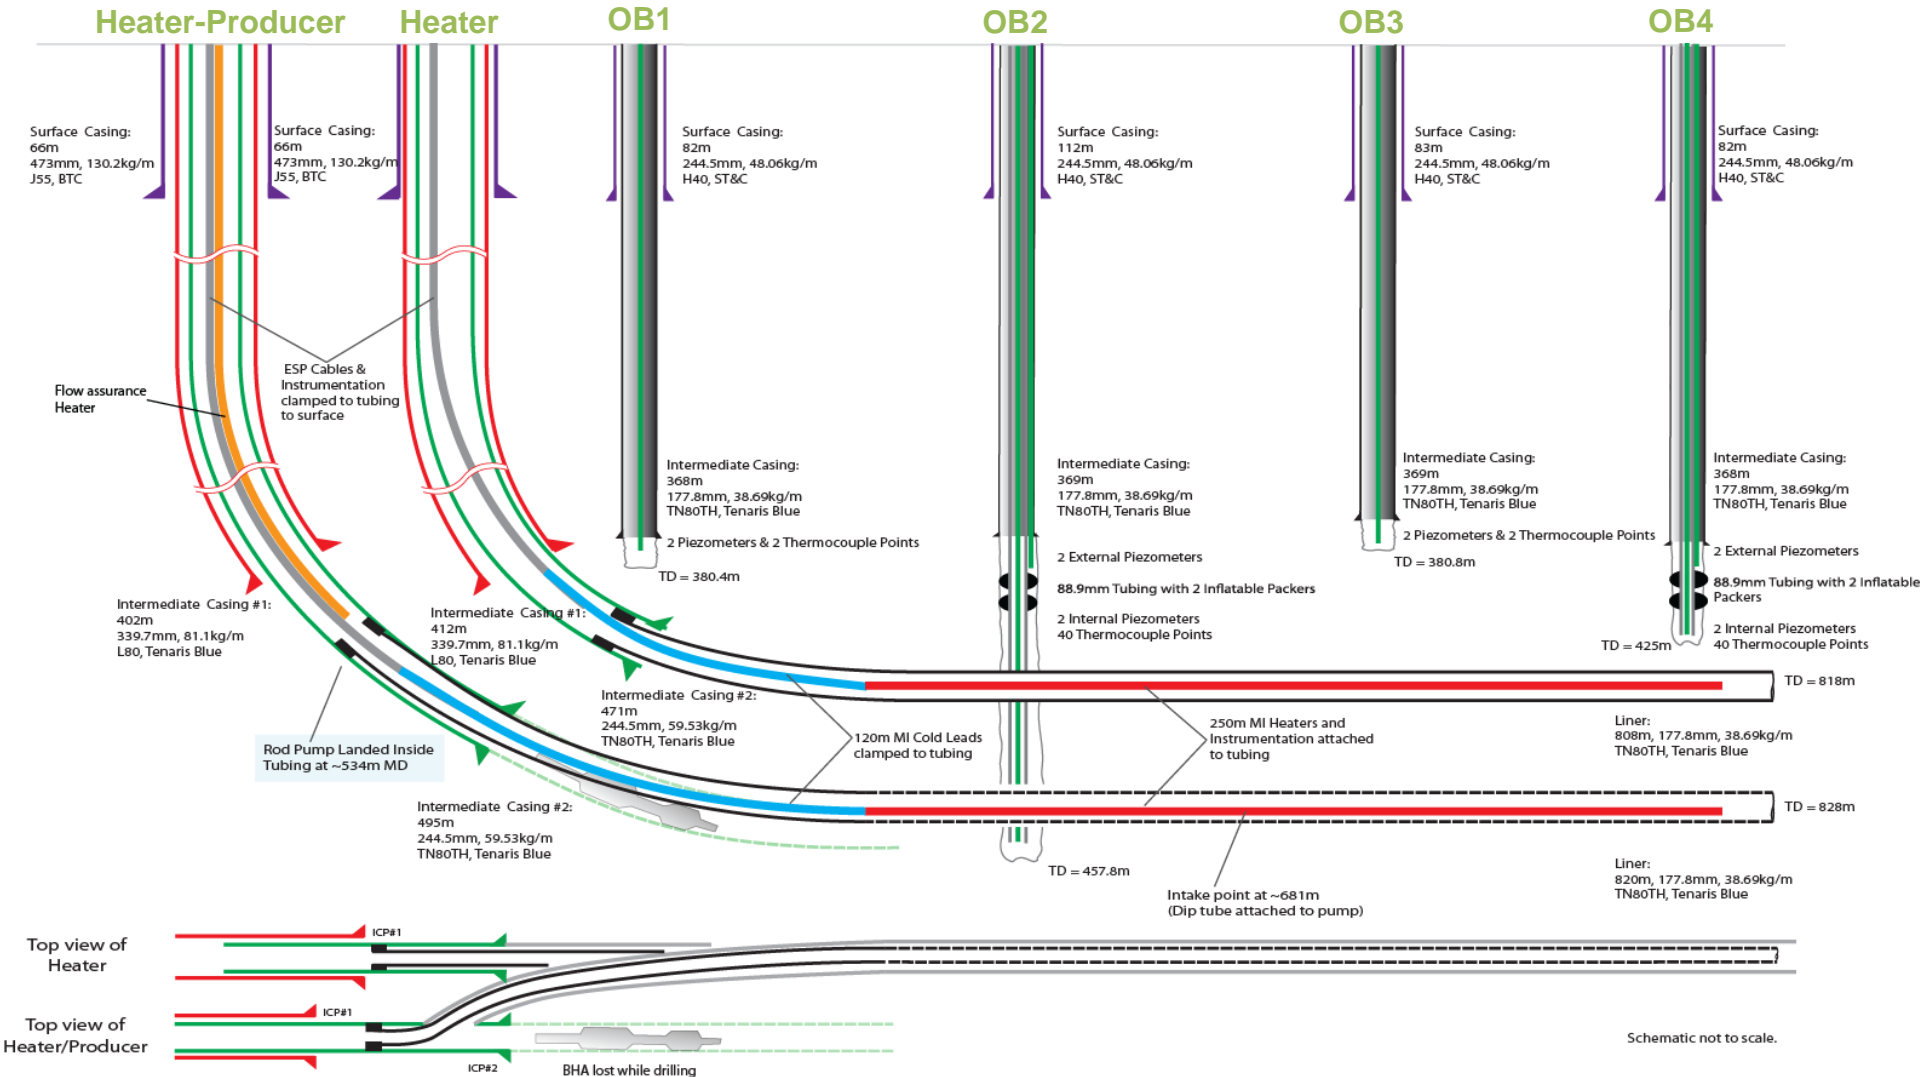 Heater-Producer
Heater
OB1
OB2
OB3
OB4
Surface Casing:
66m
473mm, 130.2kg/m
J55, BTC
Surface Casing:
66m
473mm, 130.2kg/m
J55, BTC
Surface Casing:
82m
244.5mm, 48.06kg/m
H40, ST&C
Surface Casing:
112m
244.5mm, 48.06kg/m
H40, ST&C
Surface Casing:
83m
244.5mm, 48.06kg/m
H40, ST&C
Surface Casing:
82m
244.5mm, 48.06kg/m
H40, ST&C
Flow assurance
Heater
ESP Cables &
Instrumentation
clamped to tubing
to surface
Intermediate Casing:
368m
177.8mm, 38.69kg/m
TN80TH, Tenaris Blue
2 Piezometers & 2 Thermocouple Points
TD = 380.4m
Intermediate Casing:
369m
177.8mm, 38.69kg/m
TN80TH, Tenaris Blue
2 External Piezometers
88.9mm Tubing with 2 Inflatable Packers
2 Internal Piezometers
40 Thermocouple Points
Intermediate Casing:
369m
177.8mm, 38.69kg/m
TN80TH, Tenaris Blue
2 Piezometers & 2 Thermocouple Points
TD = 380.8m
Intermediate Casing:
368m
177.8mm, 38.69kg/m
TN80TH, Tenaris Blue
2 External Piezometers
88.9mm Tubing with 2 Inflatable
Packers
2 Internal Piezometers
40 Thermocouple Points
TD = 425m
Intermediate Casing #1:
402m
339.7mm, 81.1kg/m
L80, Tenaris Blue
Intermediate Casing #1:
412m
339.7mm, 81.1kg/m
L80, Tenaris Blue
Intermediate Casing #2:
471m
244.5mm, 59.53kg/m
TN80TH, Tenaris Blue
Rod Pump Landed Inside
Tubing at ~534m MD
Intermediate Casing #2:
495m
244.5mm, 59.53kg/m
TN80TH, Tenaris Blue
120m MI Cold Leads
clamped to tubing
250m MI Heaters and
Instrumentation attached
to tubing
TD = 818m
Liner:
808m, 177.8mm, 38.69kg/m
TN80TH, Tenaris Blue
TD = 828m
TD = 457.8m
Intake point at ~681m
(Dip tube attached to pump)
Liner:
820m, 177.8mm, 38.69kg/m
TN80TH, Tenaris Blue
Top view of
Heater
ICP#1
Top view of
Heater/Producer
ICP#1
ICP#2
BHA lost while drilling
Schematic not to scale.